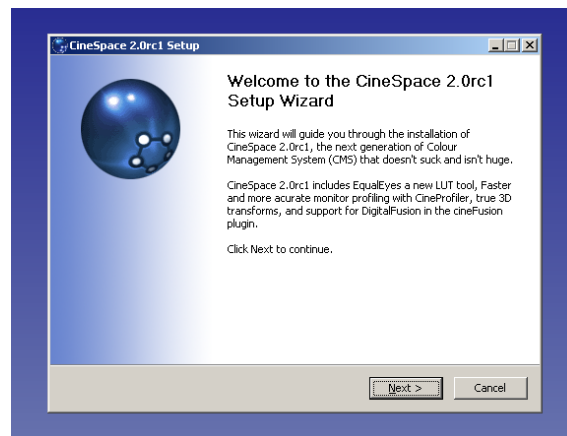 CineSpace 2.0rc1 Setup
Welcome to the CineSpace 2.0rc1
Setup Wizard
This wizard will guide you through the installation of
CineSpace 2.0rc1, the next generation of Colour
Management System (CMS) that doesn't suck and isn't huge.
CineSpace 2.0rc1 includes EqualEyes a new LUT tool, Faster
and more acurate monitor profiling with CineProfiler, true 3D
transforms, and support for DigitalFusion in the cineFusion
plugin.
Click Next to continue.
Next >
Cancel